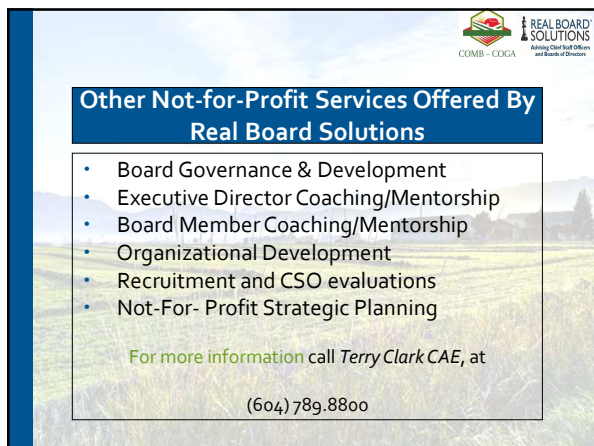 COMB - COGA
REAL BOARD®
SOLUTIONS
Advising Chief Staff Officers
and Boards of Directors
Other Not-for-Profit Services Offered By
Real Board Solutions
• Board Governance & Development
• Executive Director Coaching/Mentorship
• Board Member Coaching/Mentorship
• Organizational Development
• Recruitment and CSO evaluations
• Not-For- Profit Strategic Planning
For more information call Terry Clark CAE, at
(604) 789.8800